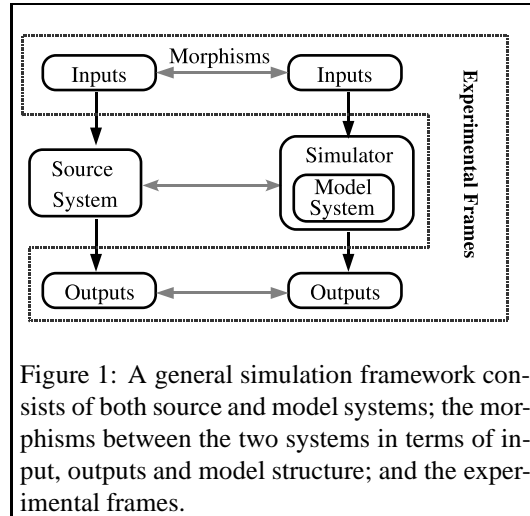 Morphisms
Inputs
Inputs
Source
System
Simulator
Model
System
Outputs
Outputs
Experimental Frames
Figure 1: A general simulation framework con-
sists of both source and model systems; the mor-
phisms between the two systems in terms of in-
put, outputs and model structure; and the exper-
imental frames.